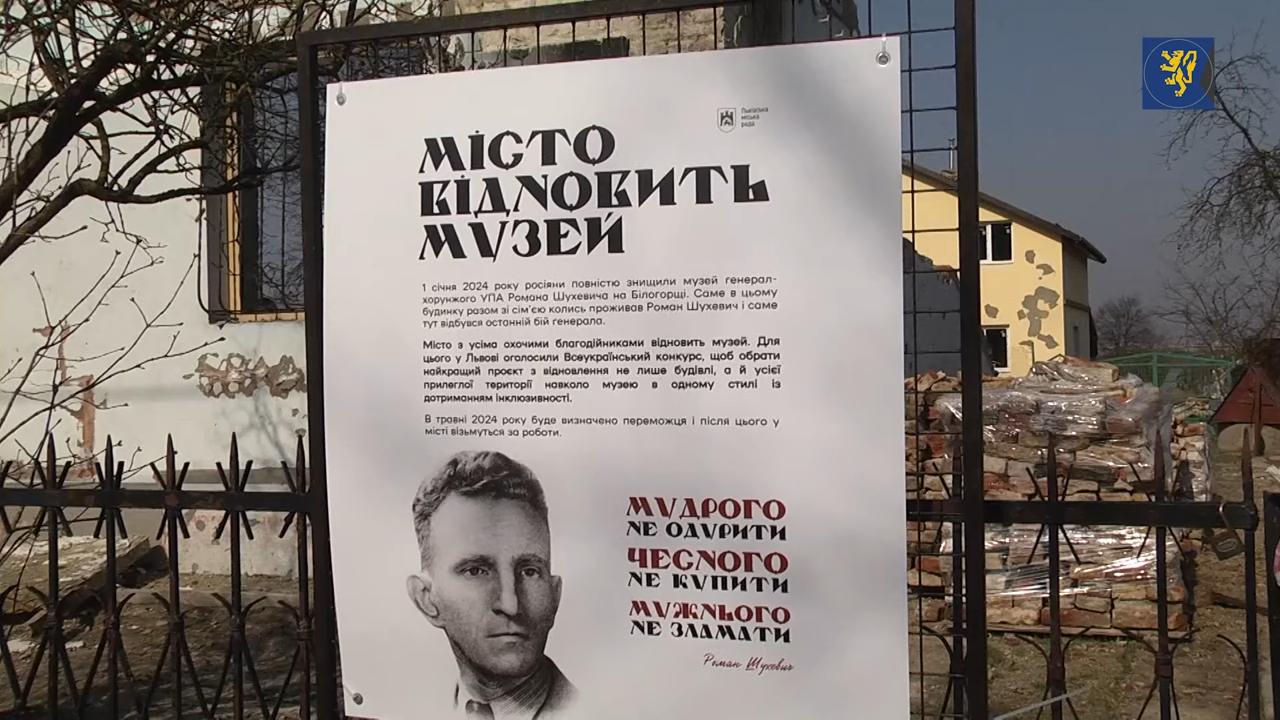 Львівська
міська
рада
МІСТО
ВІДНОВИТЬ
МУЗЕЙ
1 січня 2024 року росіяни повністю знищили музей генерал-
хорунжого УПА Романа Шухевича на Білогорщі. Саме в цьому
будинку разом зі сім'єю колись проживав Роман Шухевич і саме
тут відбувся останній бій генерала.
Місто з усіма охочими благодійниками відновить музей. Для
цього у Львові оголосили Всеукраїнський конкурс, щоб обрати
найкращий проєкт з відновлення не лише будівлі, а й усієї
прилеглої території навколо музею в одному стилі із
дотриманням інклюзивності.
В травні 2024 року буде визначено переможця і після цього у
місті візьмуться за роботи.
МУДРОГО
НЕ ОДУРИТИ
ЧЕСНОГО
НЕ КУПИТИ
МУЖНЬОГО
НЕ ЗЛАМАТИ
Роман Шухевич